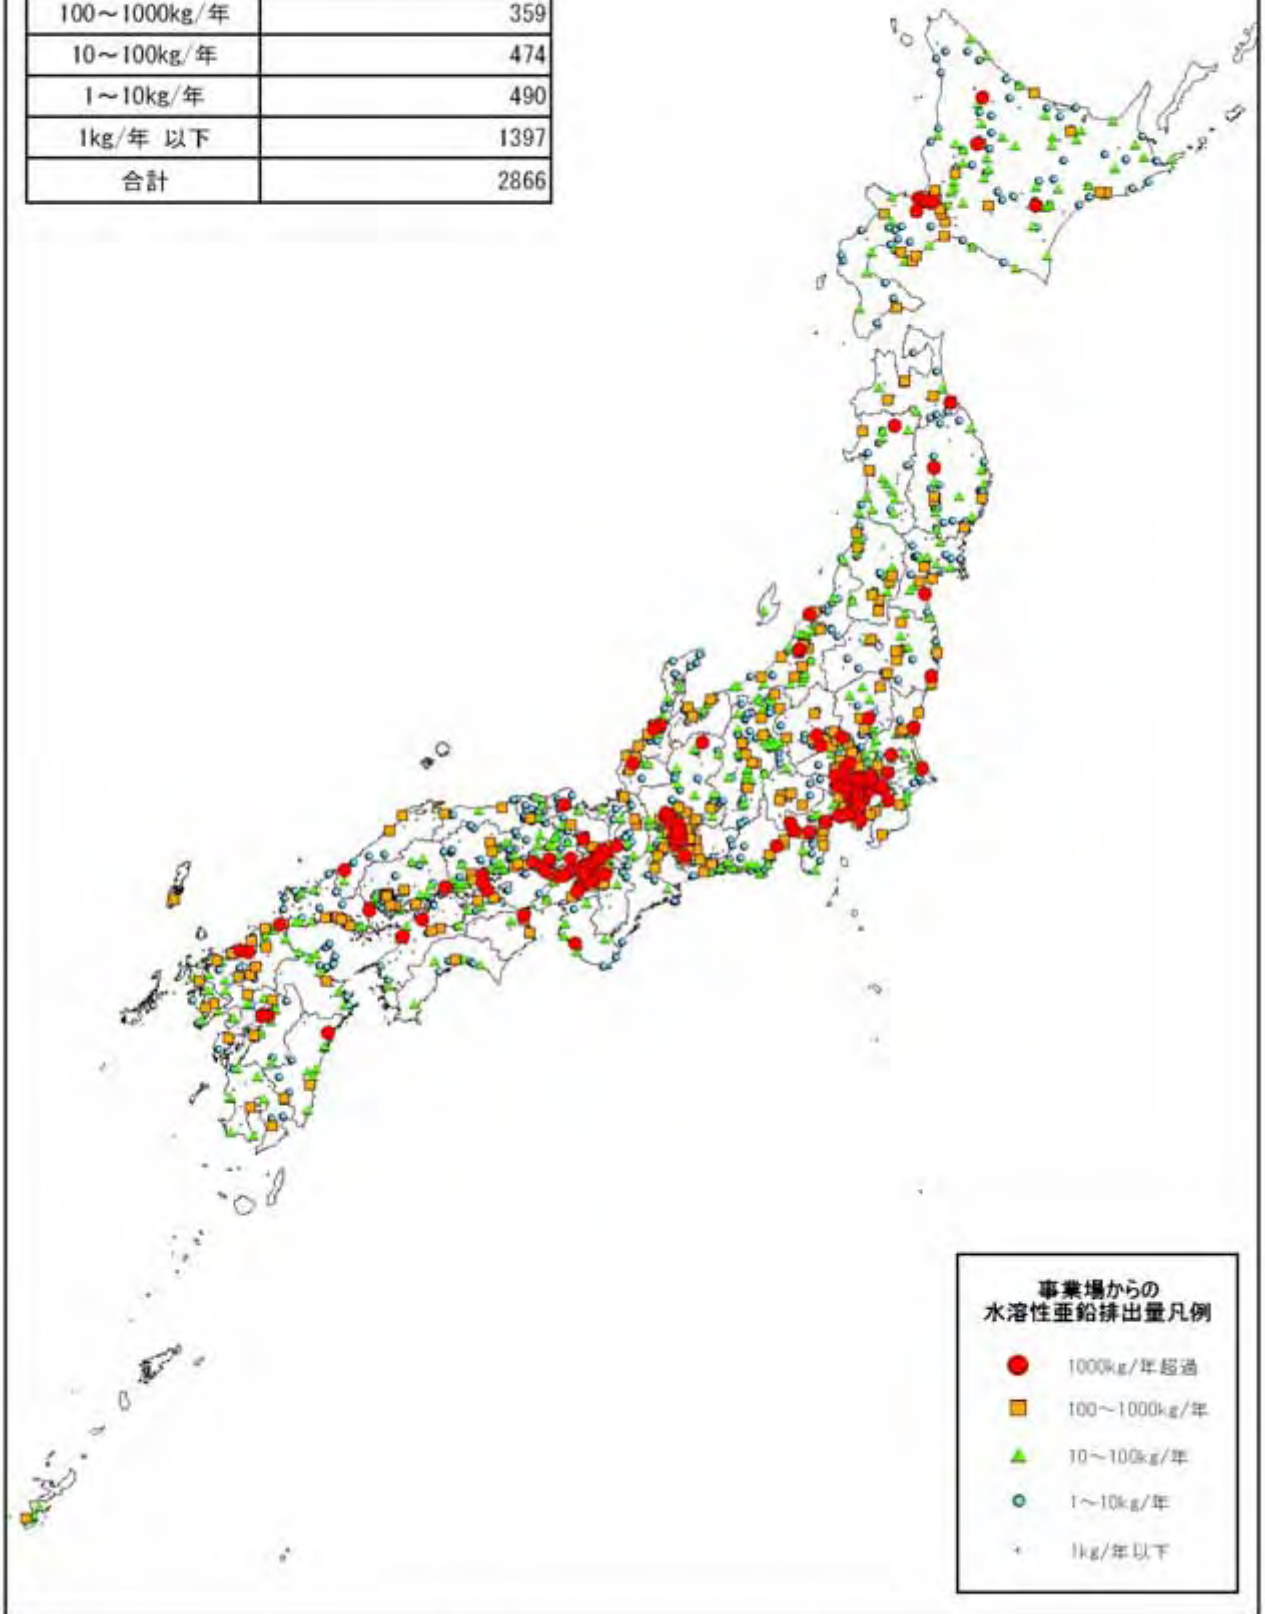 100～1000kg/年 359
10～100kg/年 474
1～10kg/年 490
1kg/年 以下 1397
合計 2866
事業場からの
水溶性亜鉛排出量凡例
1000kg/年超過
100～1000kg/年
10～100kg/年
1～10kg/年
1kg/年以下